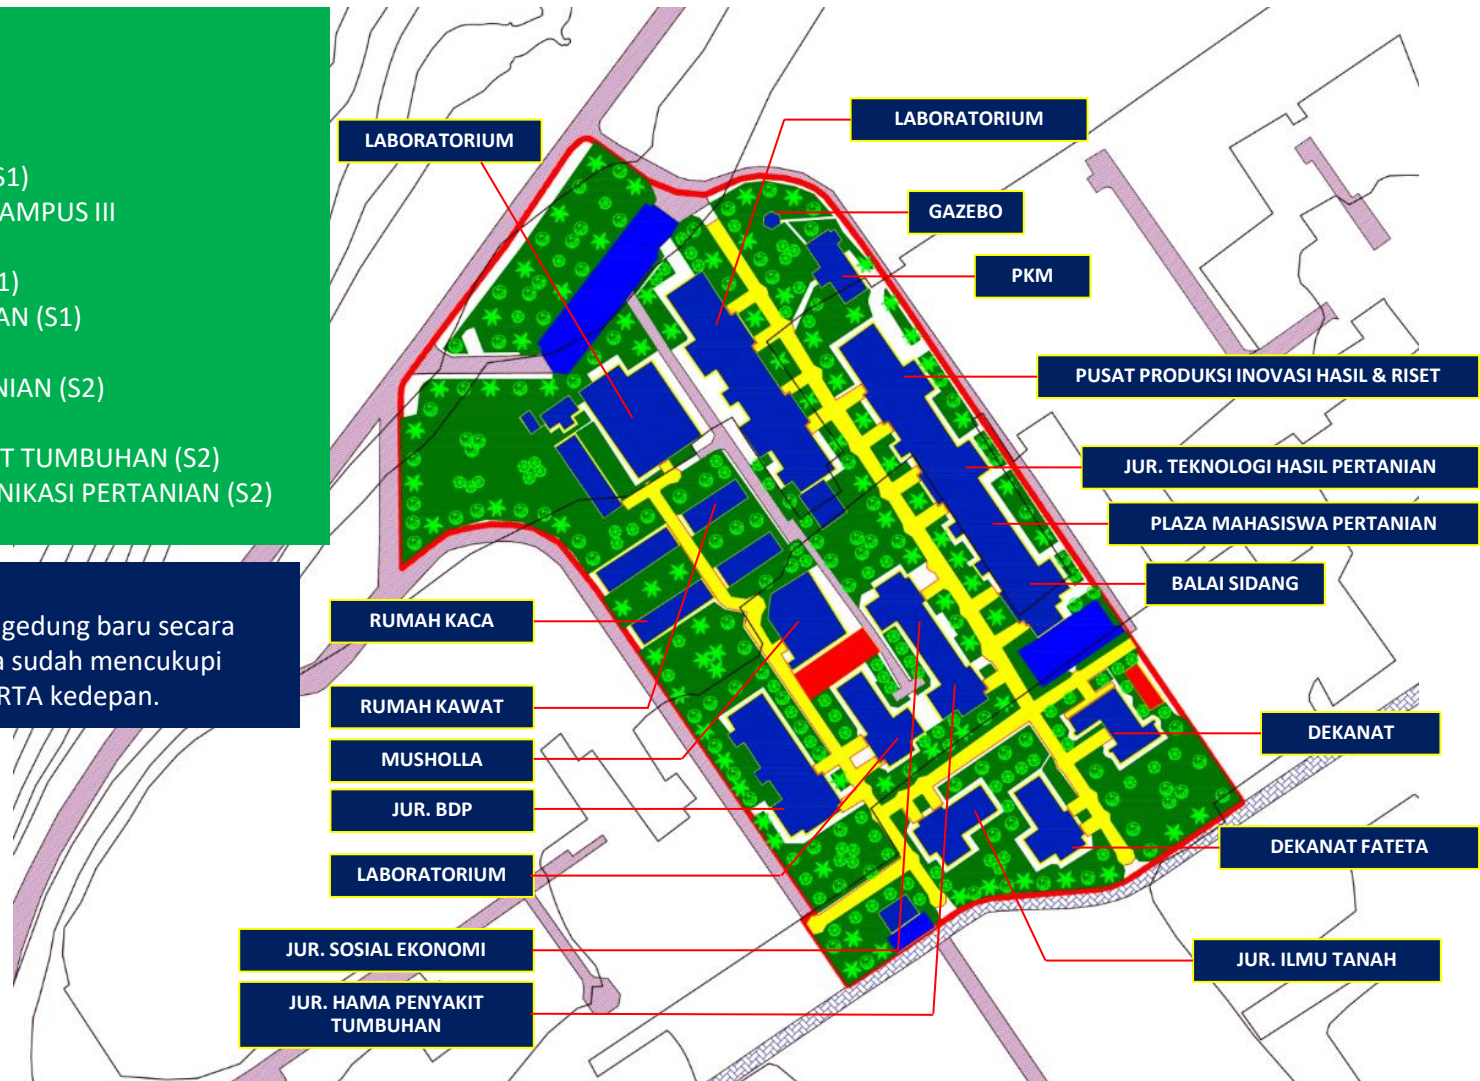 S1)
AMPUS III
1)
AN (S1)
NIAN (S2)
T TUMBUHAN (S2)
NIKASI PERTANIAN (S2)
gedung baru secara
a sudah mencukupi
RTA kedepan.
LABORATORIUM
LABORATORIUM
GAZEBO
PKM
PUSAT PRODUKSI INOVASI HASIL & RISET
JUR. TEKNOLOGI HASIL PERTANIAN
PLAZA MAHASISWA PERTANIAN
BALAI SIDANG
RUMAH KACA
RUMAH KAWAT
MUSHOLLA
JUR. BDP
LABORATORIUM
JUR. SOSIAL EKONOMI
JUR. HAMA PENYAKIT
TUMBUHAN
DEKANAT
DEKANAT FATETA
JUR. ILMU TANAH